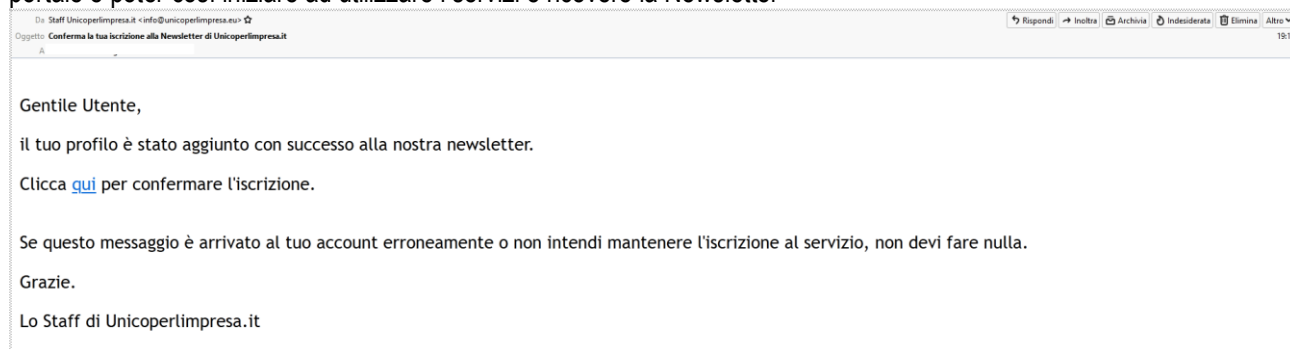 portale e poter così iniziare ad utilizzare i servizi e ricevere la Newsletter
Da Staff Unicoperlimpresa.it <info@unicoperlimpresa.eu> ☆
Rispondi Inoltra Archivia Indesiderata Elimina Altro
Oggetto Conferma la tua iscrizione alla Newsletter di Unicoperlimpresa.it
A
Gentile Utente,
il tuo profilo è stato aggiunto con successo alla nostra newsletter.
Clicca qui per confermare l'iscrizione.
Se questo messaggio è arrivato al tuo account erroneamente o non intendi mantenere l'iscrizione al servizio, non devi fare nulla.
Grazie.
Lo Staff di Unicoperlimpresa.it